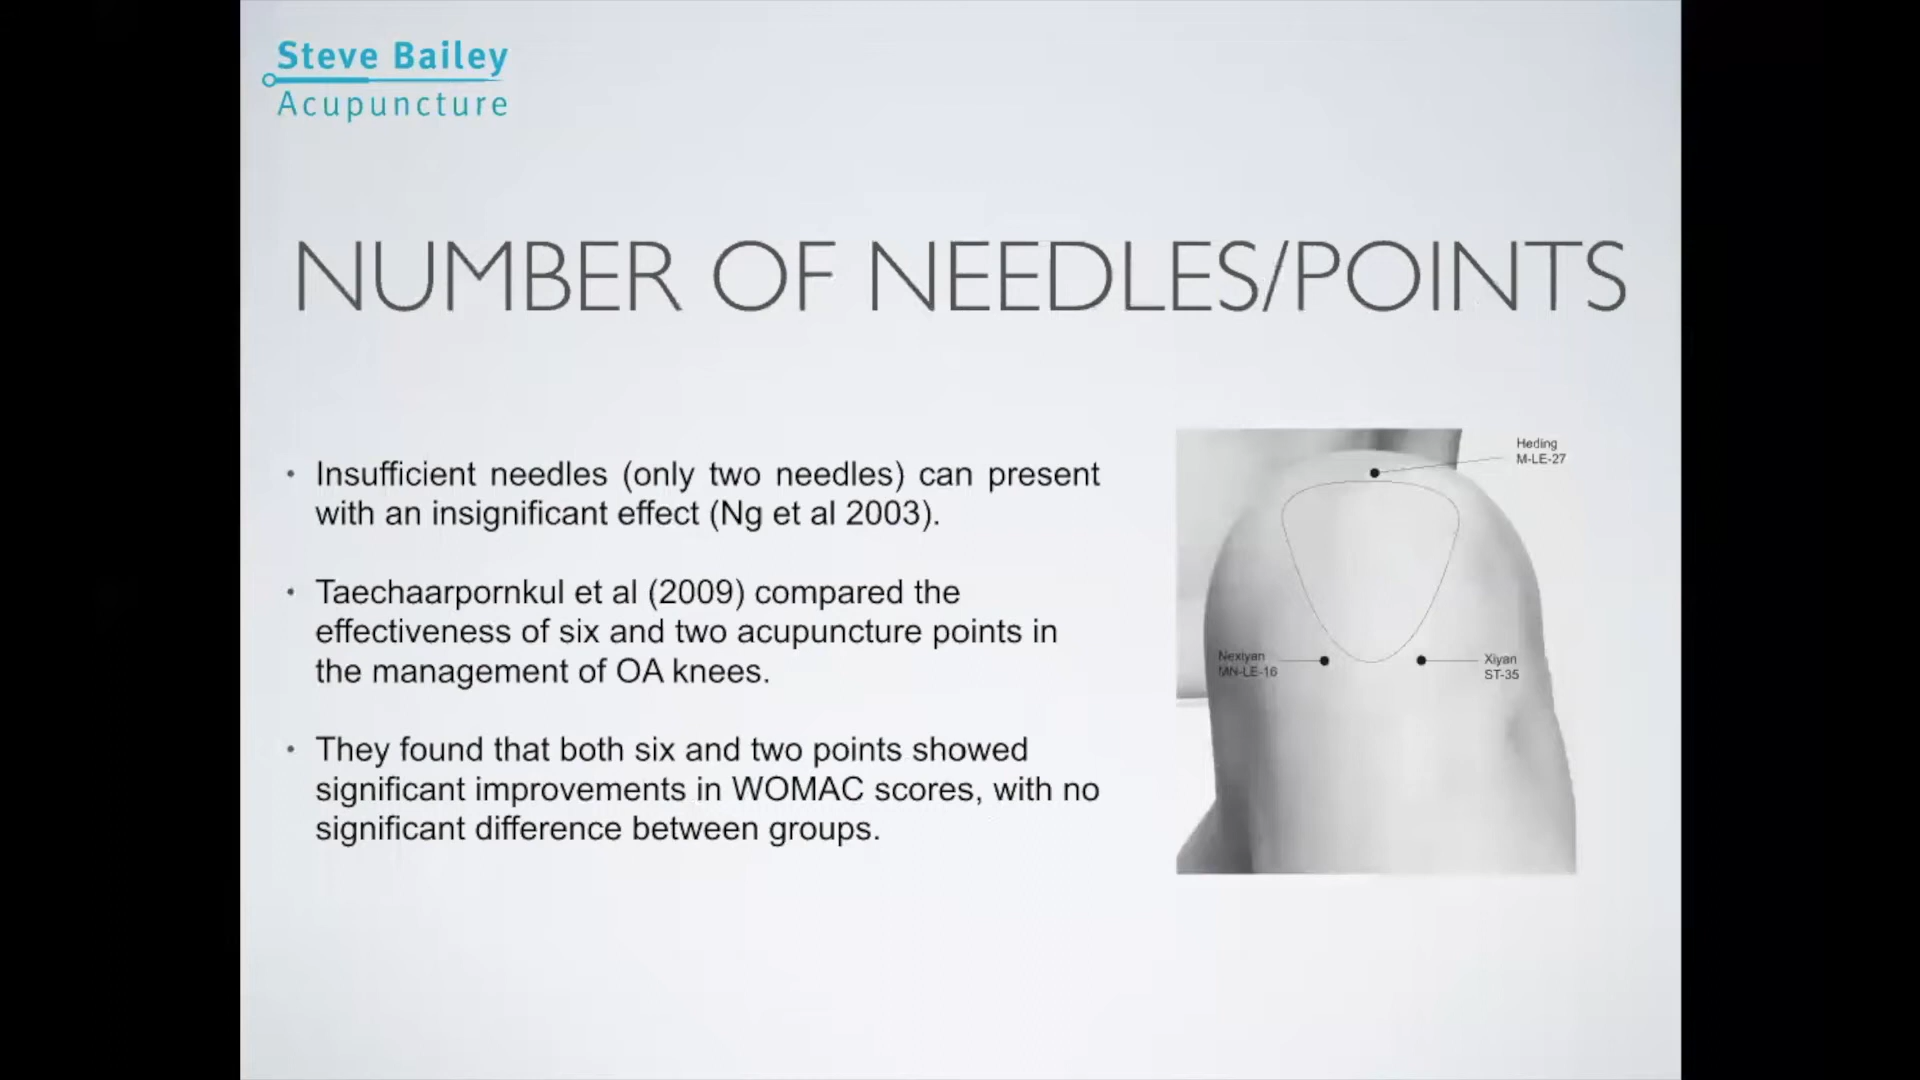 Steve Bailey
Acupuncture
NUMBER OF NEEDLES/POINTS
• Insufficient needles (only two needles) can present
with an insignificant effect (Ng et al 2003).
• Taechaarpornkul et al (2009) compared the
effectiveness of six and two acupuncture points in
the management of OA knees.
• They found that both six and two points showed
significant improvements in WOMAC scores, with no
significant difference between groups.
Heding
M-LE-27
Nexiyan
MN-LE-16
Xiyan
ST-35